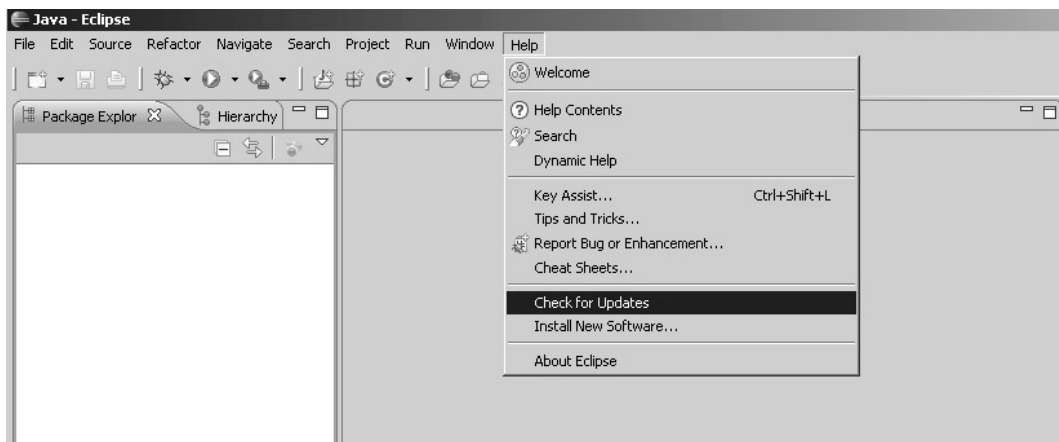 Java - Eclipse
File Edit Source Refactor Navigate Search Project Run Window Help
Package Explor Hierarchy
Welcome
Help Contents
Search
Dynamic Help
Key Assist... Ctrl+Shift+L
Tips and Tricks...
Report Bug or Enhancement...
Cheat Sheets...
Check for Updates
Install New Software...
About Eclipse